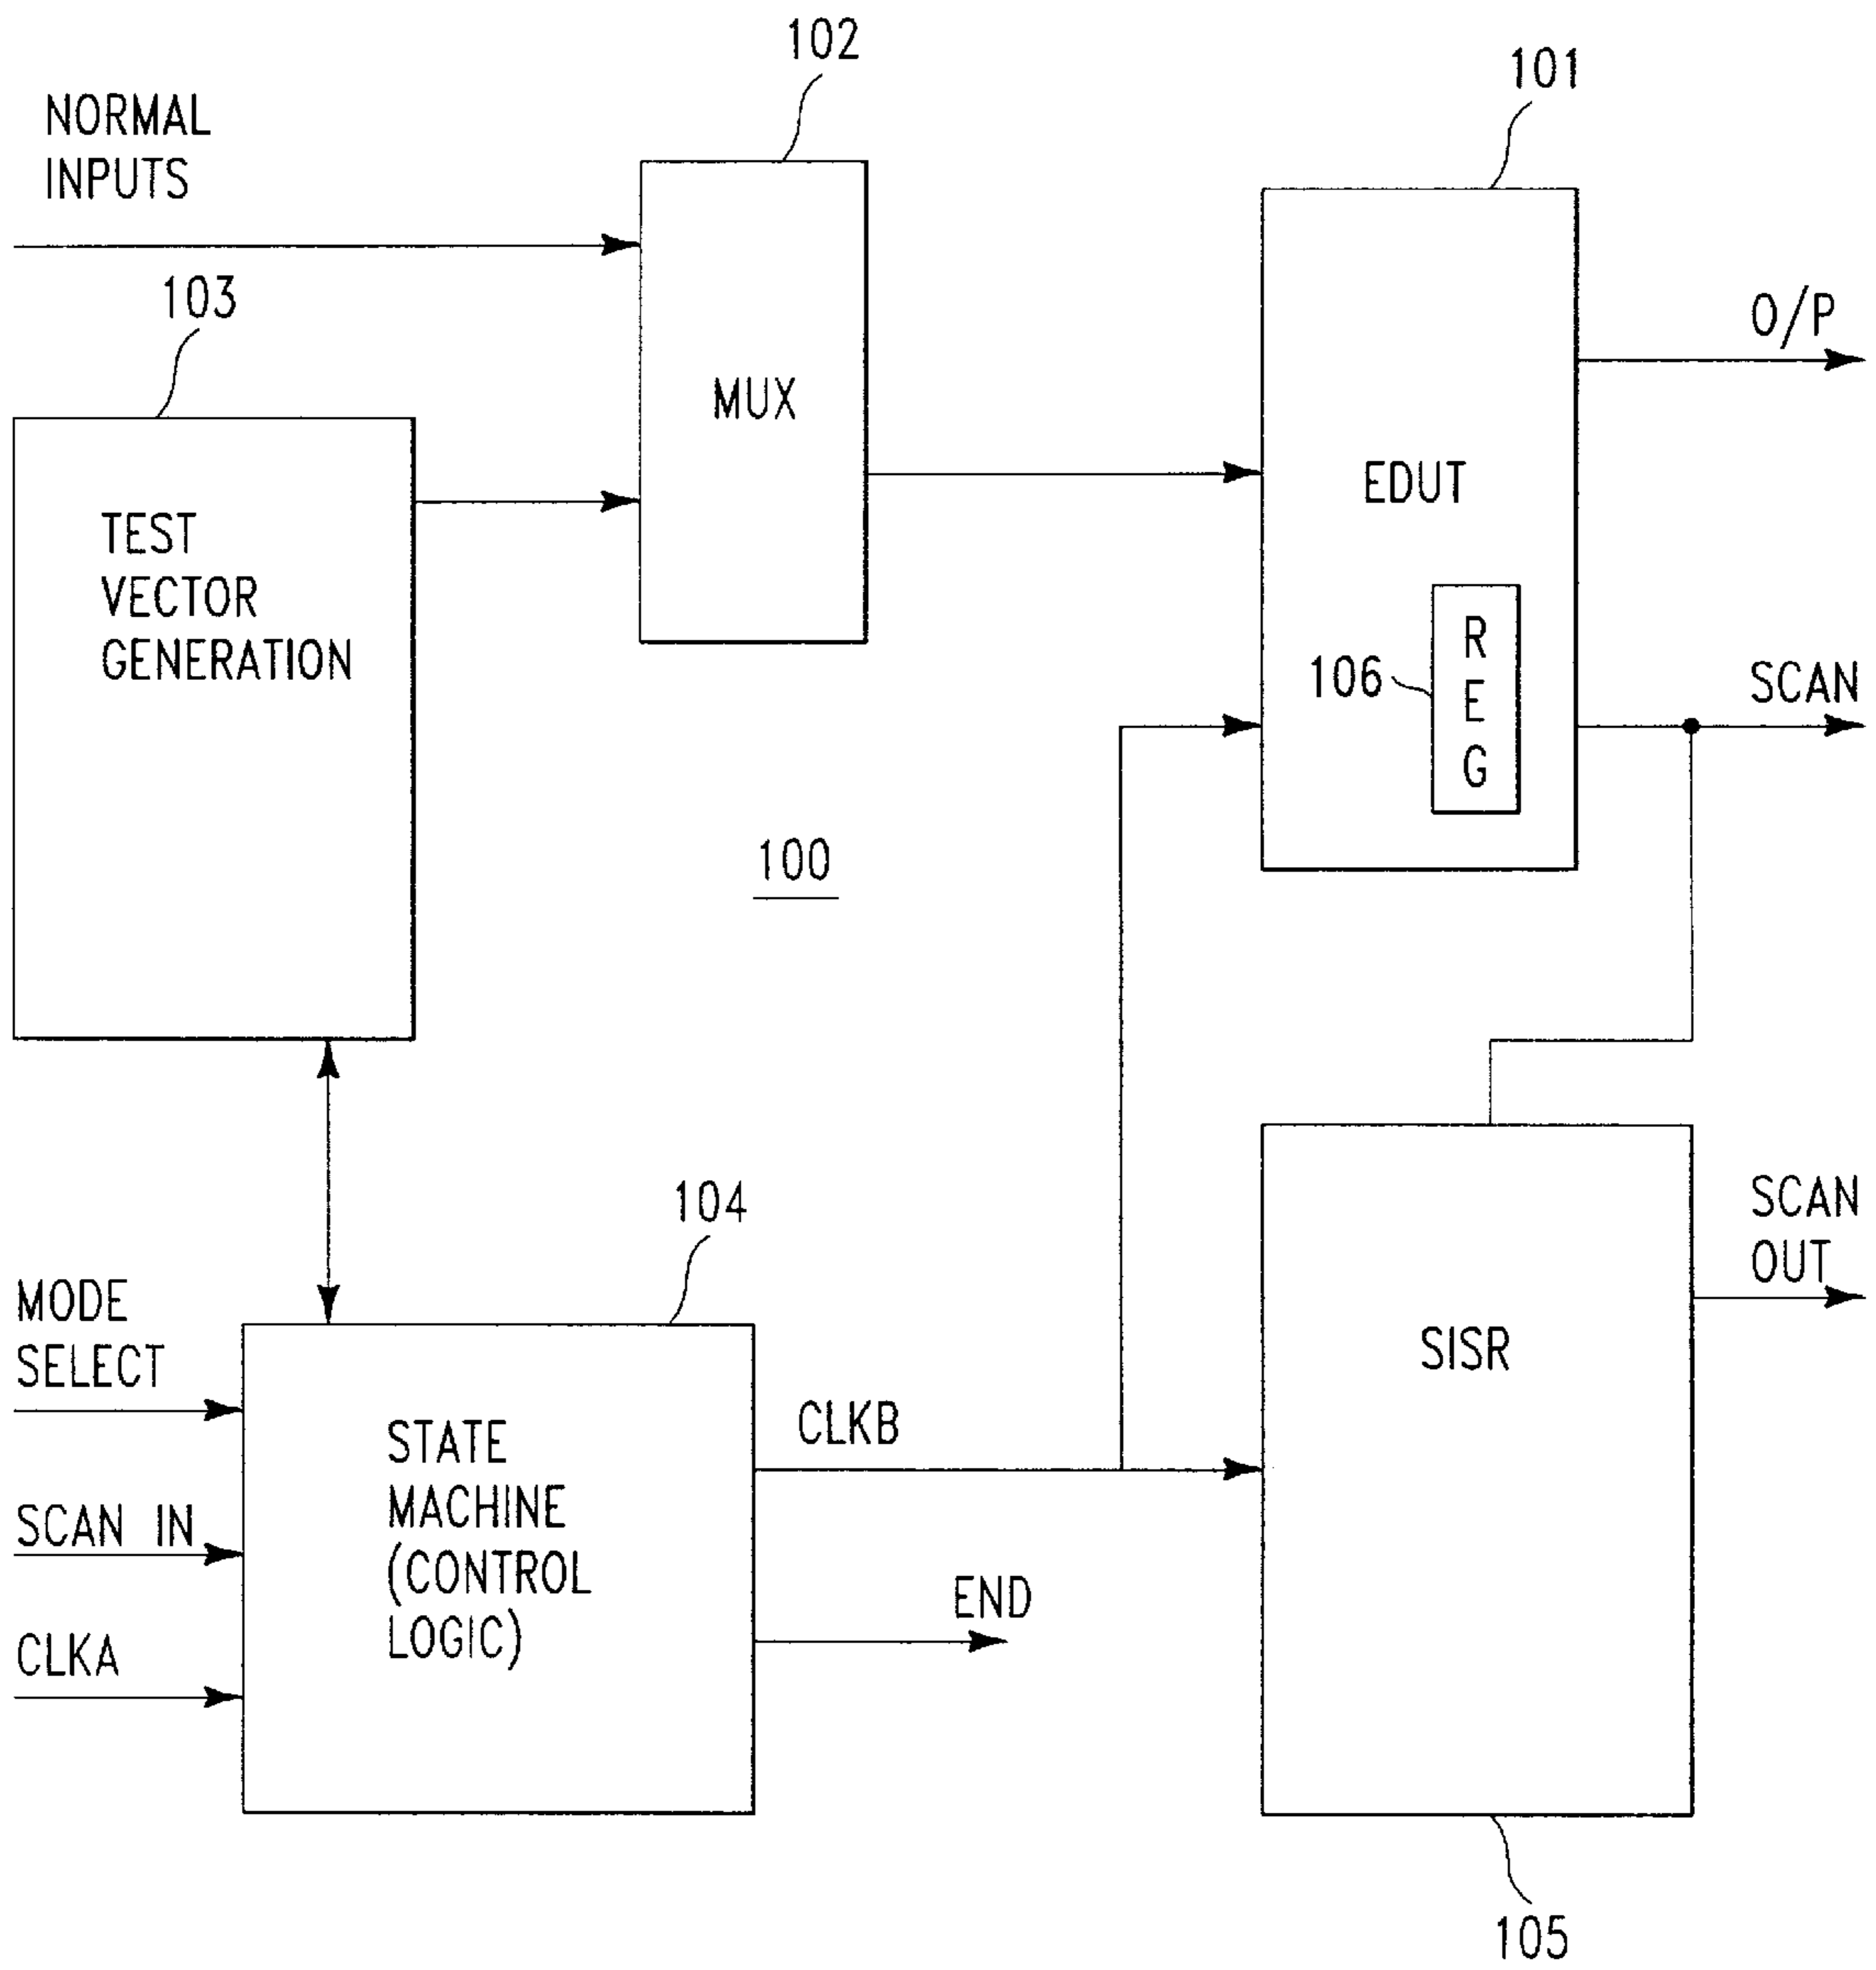 102
101
NORMAL
INPUTS
103
O/P
MUX
EDUT
TEST
VECTOR
GENERATION
R
E
G
106
SCAN
100
104
SCAN
OUT
MODE
SELECT
SISR
CLKB
STATE
MACHINE
(CONTROL
LOGIC)
SCAN IN
END
CLKA
105